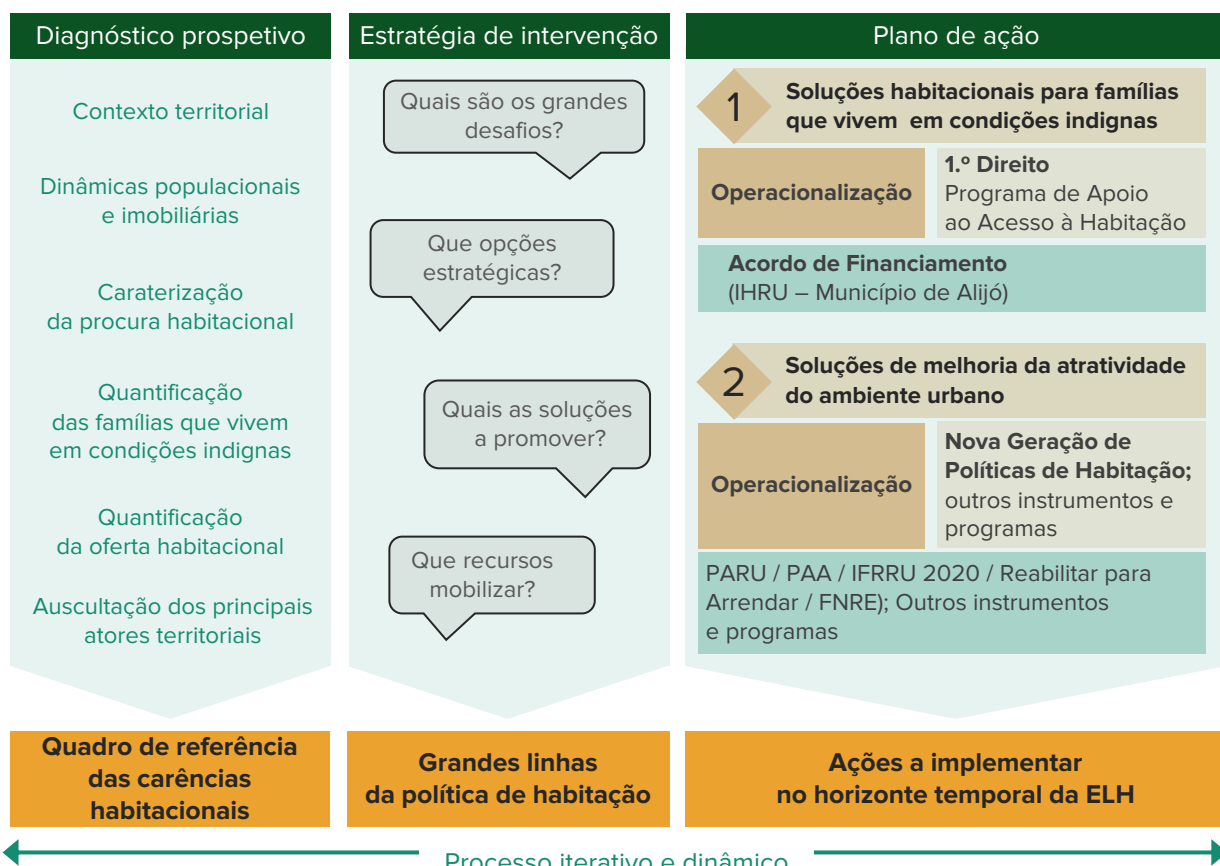 Diagnóstico prospetivo
Contexto territorial
Dinâmicas populacionais
e imobiliárias
Caraterização
da procura habitacional
Quantificação
das famílias que vivem
em condições indignas
Quantificação
da oferta habitacional
Auscultação dos principais
atores territoriais
Quadro de referência
das carências
habitacionais
Estratégia de intervenção
Quais são os grandes
desafios?
Que opções
estratégicas?
Quais as soluções
a promover?
Que recursos
mobilizar?
Grandes linhas
da política de habitação
Plano de ação
1
Soluções habitacionais para famílias
que vivem em condições indignas
Operacionalização
1.º Direito
Programa de Apoio
ao Acesso à Habitação
Acordo de Financiamento
(IHRU – Município de Alijó)
2
Soluções de melhoria da atratividade
do ambiente urbano
Operacionalização
Nova Geração de
Políticas de Habitação;
outros instrumentos e
programas
PARU / PAA / IFRRU 2020 / Reabilitar para
Arrendar / FNRE); Outros instrumentos
e programas
Ações a implementar
no horizonte temporal da ELH
Processo iterativo e dinâmico